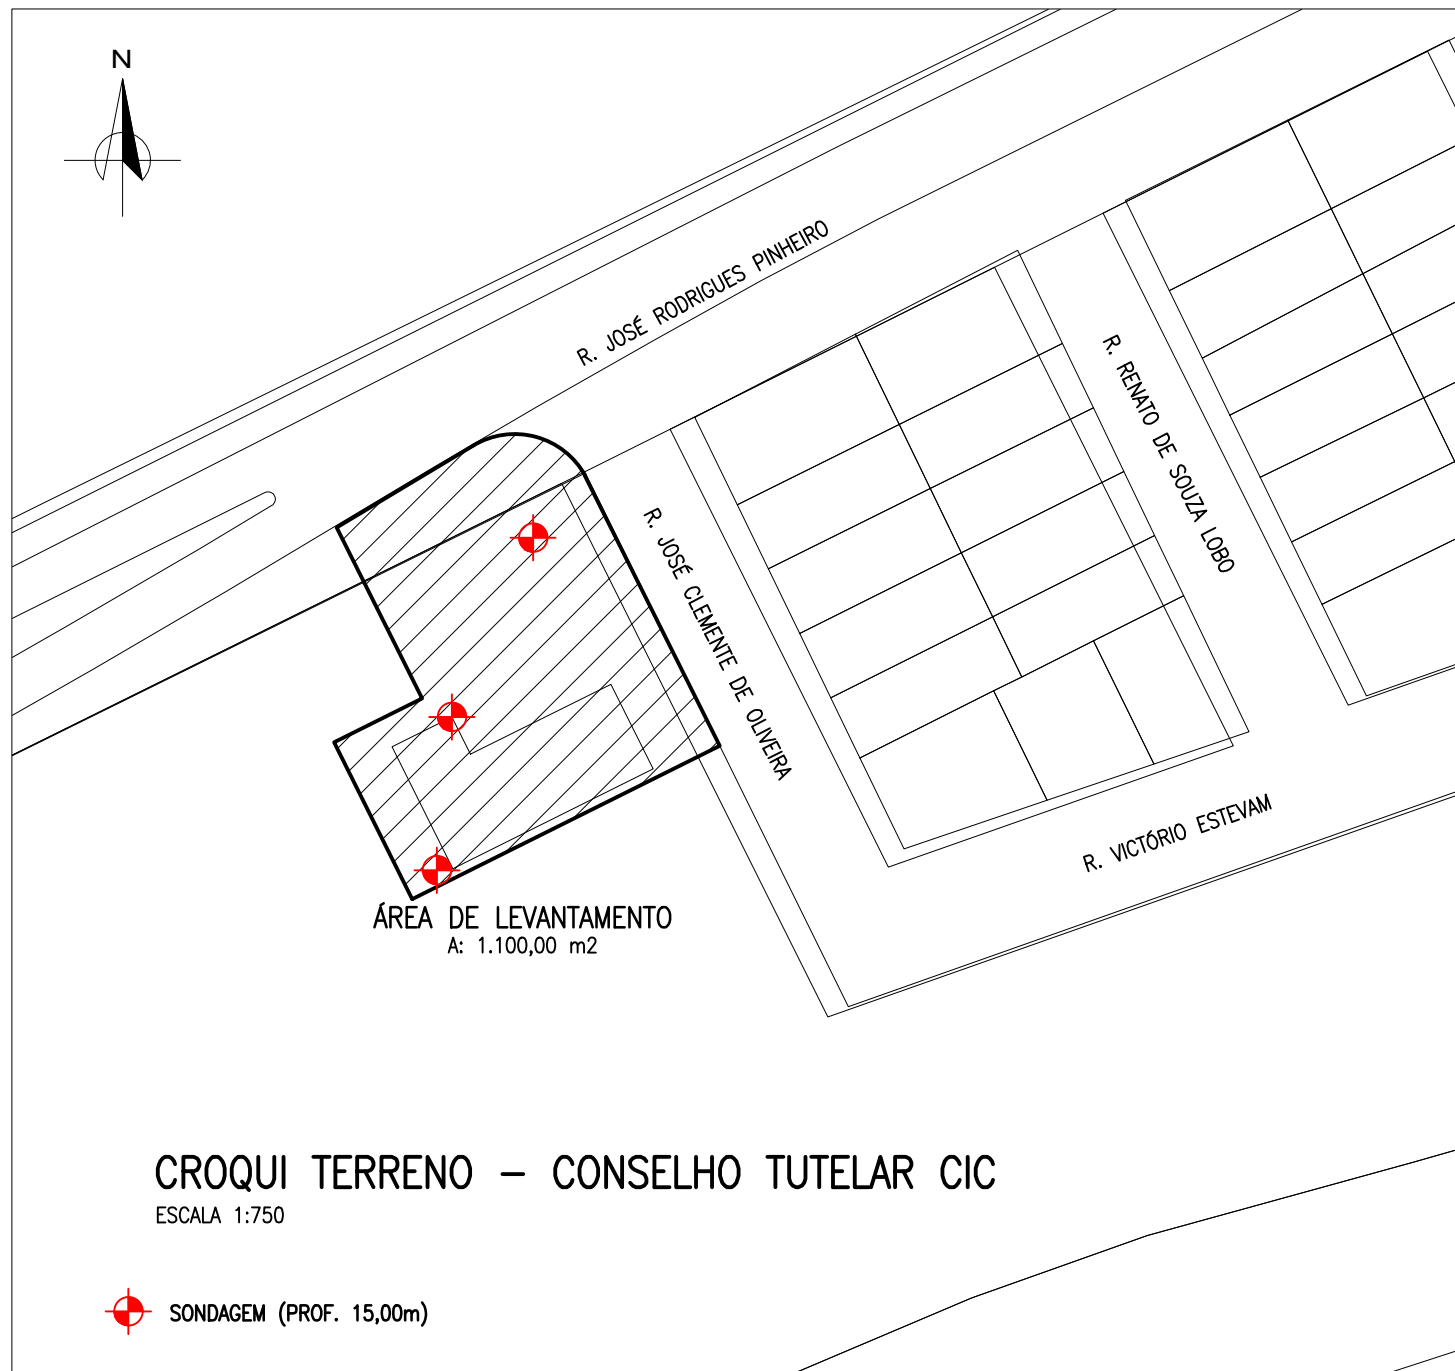 N
R. JOSÉ RODRIGUES PINHEIRO
R. RENATO DE SOUZA LOBO
R. JOSÉ CLEMENTE DE OLIVEIRA
R. VICTÓRIO ESTEVAM
ÁREA DE LEVANTAMENTO
A: 1.100,00 m2
CROQUI TERRENO – CONSELHO TUTELAR CIC
ESCALA 1:750
SONDAGEM (PROF. 15,00m)